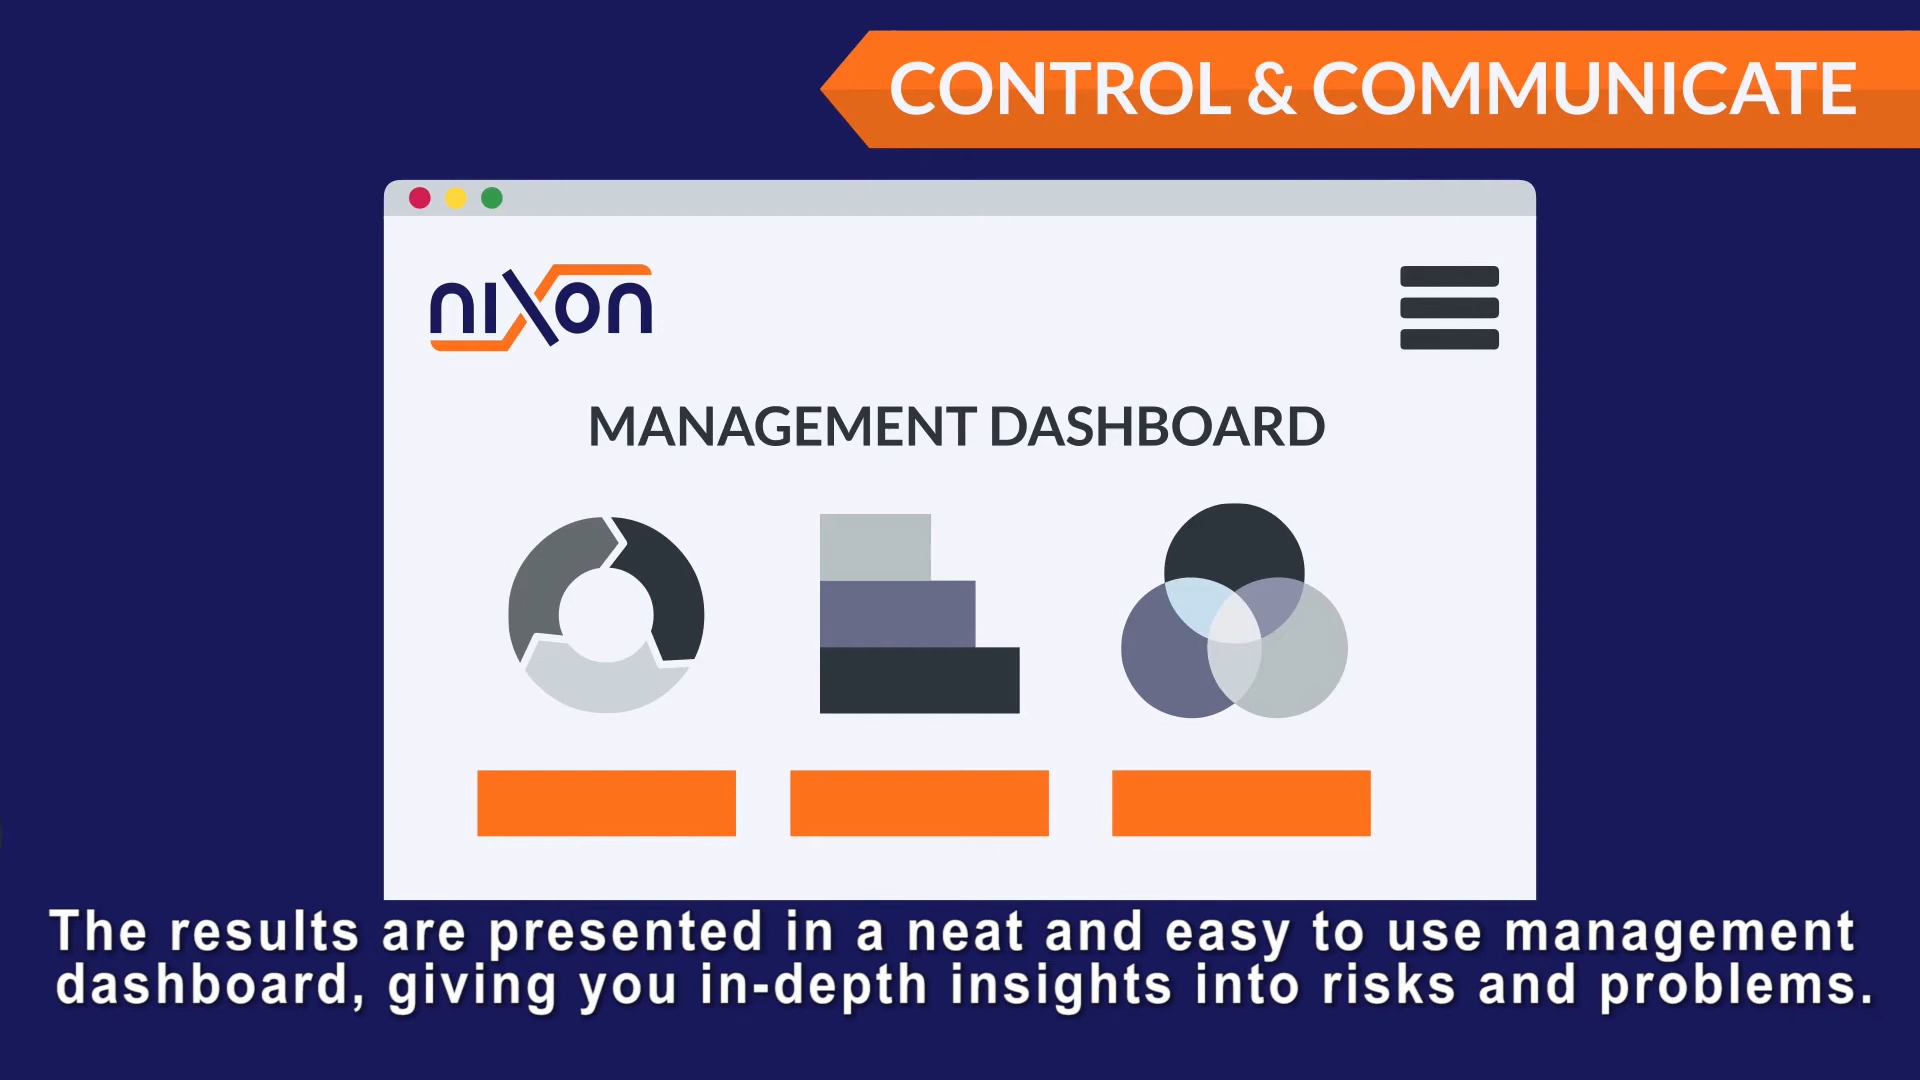 CONTROL & COMMUNICATE
nixon
MANAGEMENT DASHBOARD
The results are presented in a neat and easy to use management
dashboard, giving you in-depth insights into risks and problems.